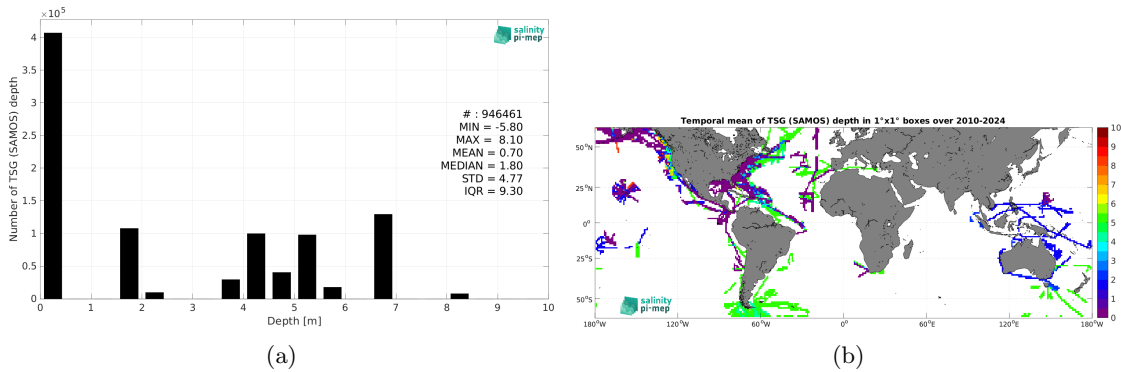 ×10⁵
4
3.5
3
2.5
2
1.5
1
0.5
0
0 1 2 3 4 5 6 7 8 9 10
Number of TSG (SAMOS) depth
Depth [m]
salinity
pi-mep
# : 946461
MIN = -5.80
MAX = 8.10
MEAN = 0.70
MEDIAN = 1.80
STD = 4.77
IQR = 9.30
(a)
Temporal mean of TSG (SAMOS) depth in 1°x1° boxes over 2010-2024
50°N
25°N
0°
25°S
50°S
180°W 120°W 60°W 0° 60°E 120°E 180°E
salinity
pi-mep
10
9
8
7
6
5
4
3
2
1
0
(b)